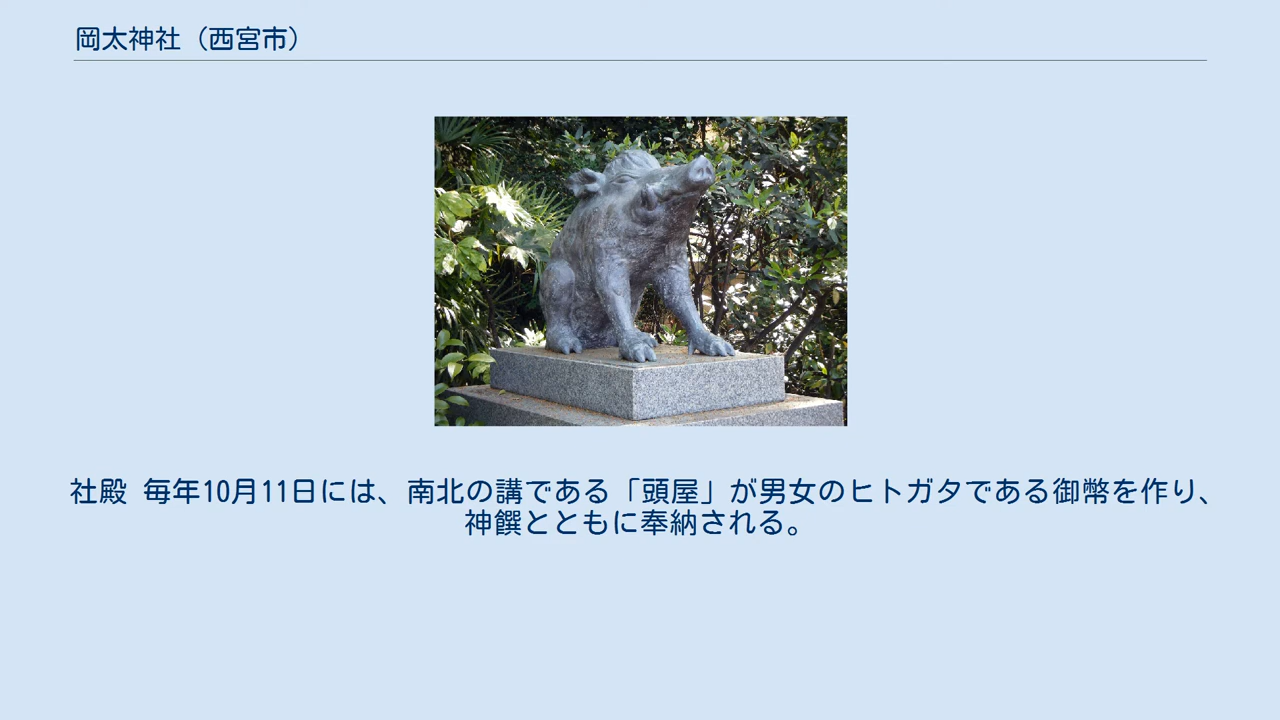 岡太神社（西宮市）
社殿 毎年10月11日には、南北の講である「頭屋」が男女のヒトガタである御幣を作り、
神饌とともに奉納される。